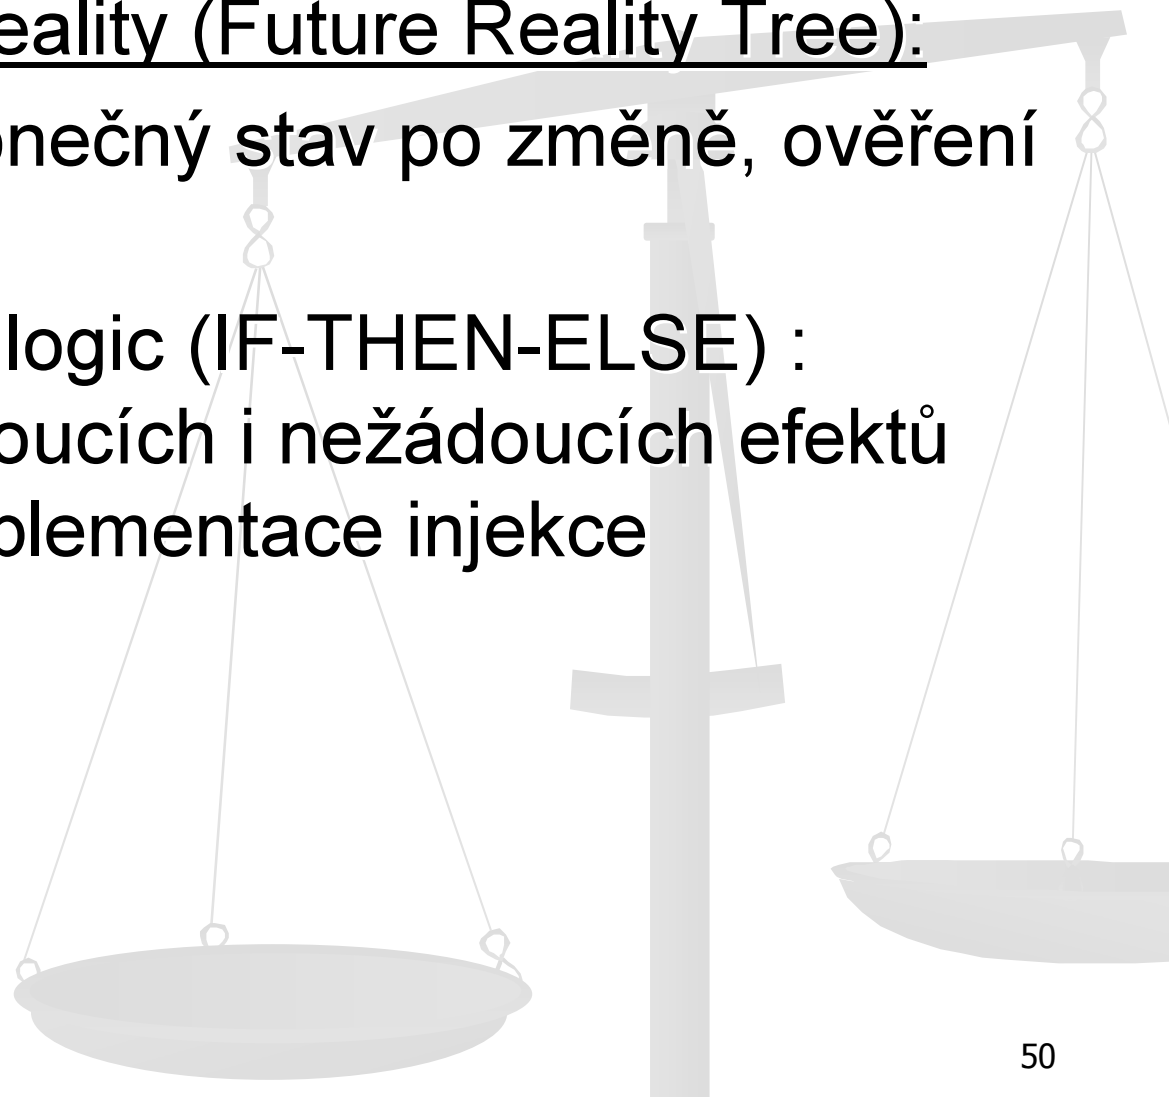 eality (Future Reality Tree):
onečný stav po změně, ověření
logic (IF-THEN-ELSE) :
oucích i nežádoucích efektů
plementace injekce
50